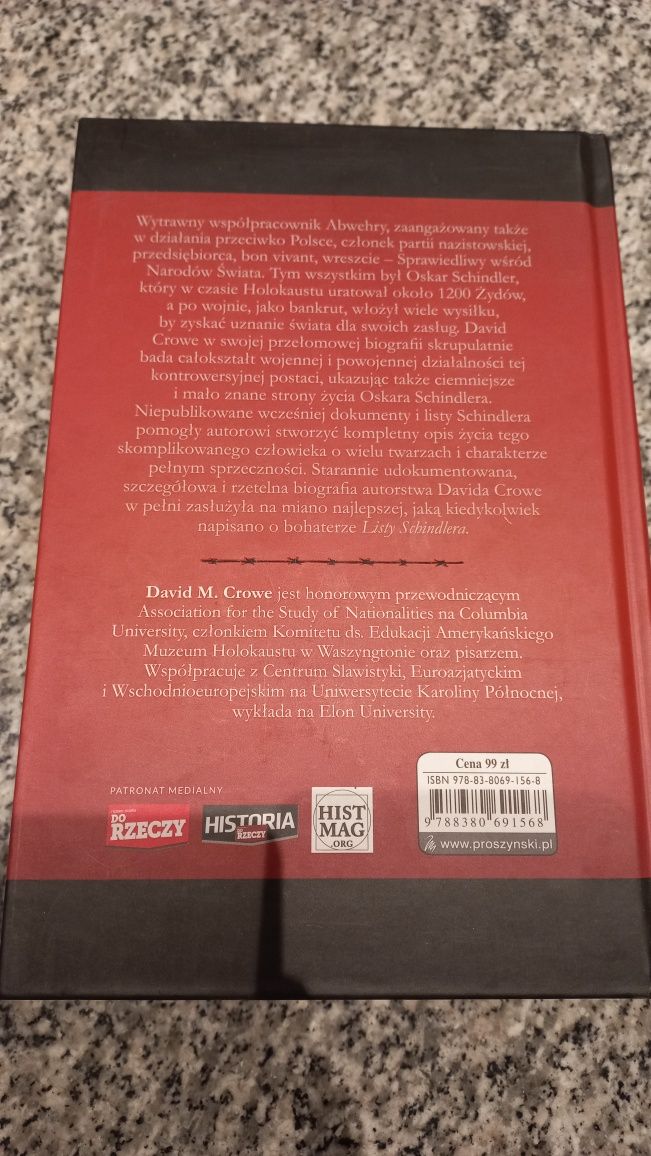 Wytrawny współpracownik Abwehry, zaangażowany także
w działania przeciwko Polsce, członek partii nazistowskiej,
przedsiębiorca, bon vivant, wreszcie – Sprawiedliwy wśród
Narodów Świata. Tym wszystkim był Oskar Schindler,
który w czasie Holokaustu uratował około 1200 Żydów,
a po wojnie, jako bankrut, włożył wiele wysiłku,
by zyskać uznanie świata dla swoich zasług. David
Crowe w swojej przełomowej biografii skrupulatnie
bada całokształt wojennej i powojennej działalności tej
kontrowersyjnej postaci, ukazując także ciemniejsze
i mało znane strony życia Oskara Schindlera.
Niepublikowane wcześniej dokumenty i listy Schindlera
pomogły autorowi stworzyć kompletny opis życia tego
skomplikowanego człowieka o wielu twarzach i charakterze
pełnym sprzeczności. Starannie udokumentowana,
szczegółowa i rzetelna biografia autorstwa Davida Crowe
w pełni zasłużyła na miano najlepszej, jaką kiedykolwiek
napisano o bohaterze Listy Schindlera.
David M. Crowe jest honorowym przewodniczącym
Association for the Study of Nationalities na Columbia
University, członkiem Komitetu ds. Edukacji Amerykańskiego
Muzeum Holokaustu w Waszyngtonie oraz pisarzem.
Współpracuje z Centrum Slawistyki, Euroazjatyckim
i Wschodnioeuropejskim na Uniwersytecie Karoliny Północnej,
wykłada na Elon University.
PATRONAT MEDIALNY
DO
RZECZY
HISTORIA
DO RZECZY
HIST
MAG
.ORG
Cena 99 zł
ISBN 978-83-8069-156-8
9 788380 691568
www.proszynski.pl